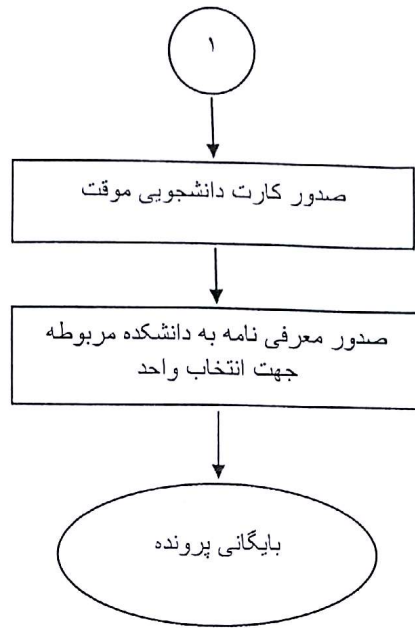 ۱
صدور کارت دانشجویی موقت
صدور معرفی نامه به دانشکده مربوطه
جهت انتخاب واحد
بایگانی پرونده